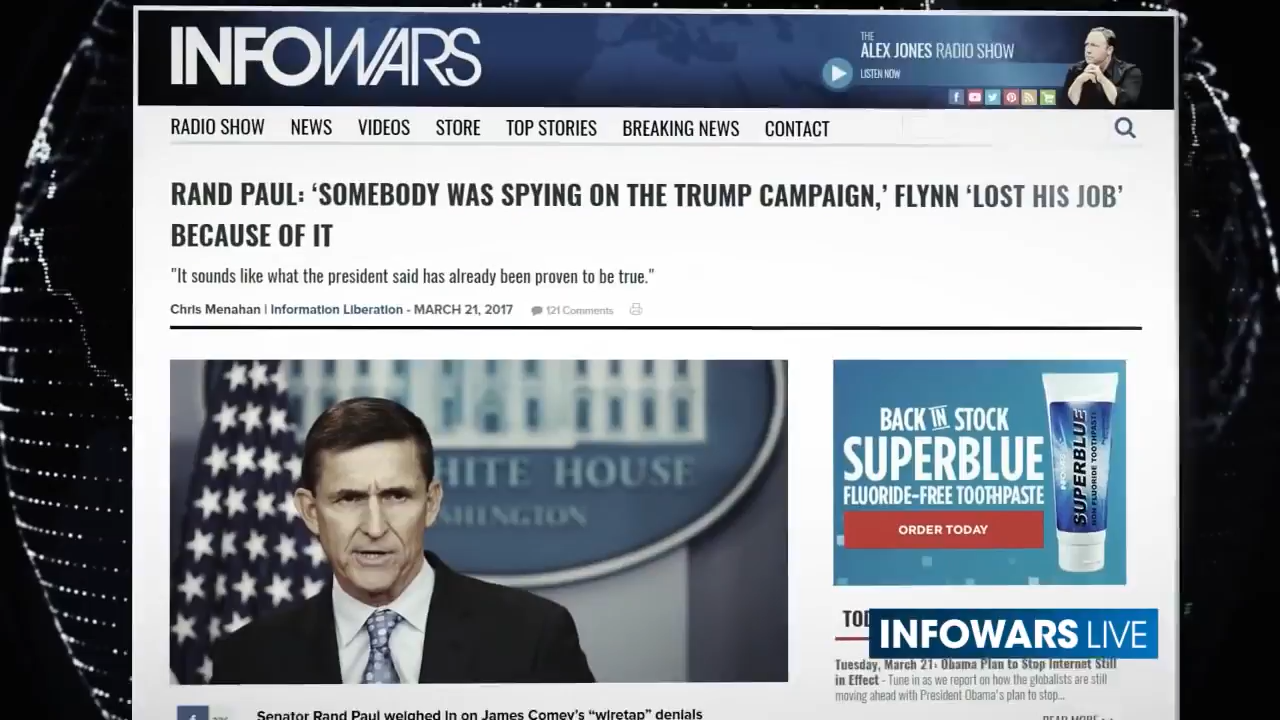 INFOWARS
THE
ALEX JONES RADIO SHOW
LISTEN NOW
RADIO SHOW NEWS VIDEOS STORE TOP STORIES BREAKING NEWS CONTACT
RAND PAUL: ‘SOMEBODY WAS SPYING ON THE TRUMP CAMPAIGN,’ FLYNN ‘LOST HIS JOB’
BECAUSE OF IT
"It sounds like what the president said has already been proven to be true."
Chris Menahan | Information Liberation - MARCH 21, 2017 121 Comments
HITE HOUSE
SHINGTON
BACK IN STOCK
SUPERBLUE
FLUORIDE-FREE TOOTHPASTE
ORDER TODAY
SUPERBLUE
NON FLUORIDE TOOTHPASTE
INFOWARS LIVE
Tuesday, March 21: Obama Plan to Stop Internet Still
in Effect - Tune in as we report on how the globalists are still
moving ahead with President Obama's plan to stop...
Senator Rand Paul weighed in on James Comey's “wiretap” denials